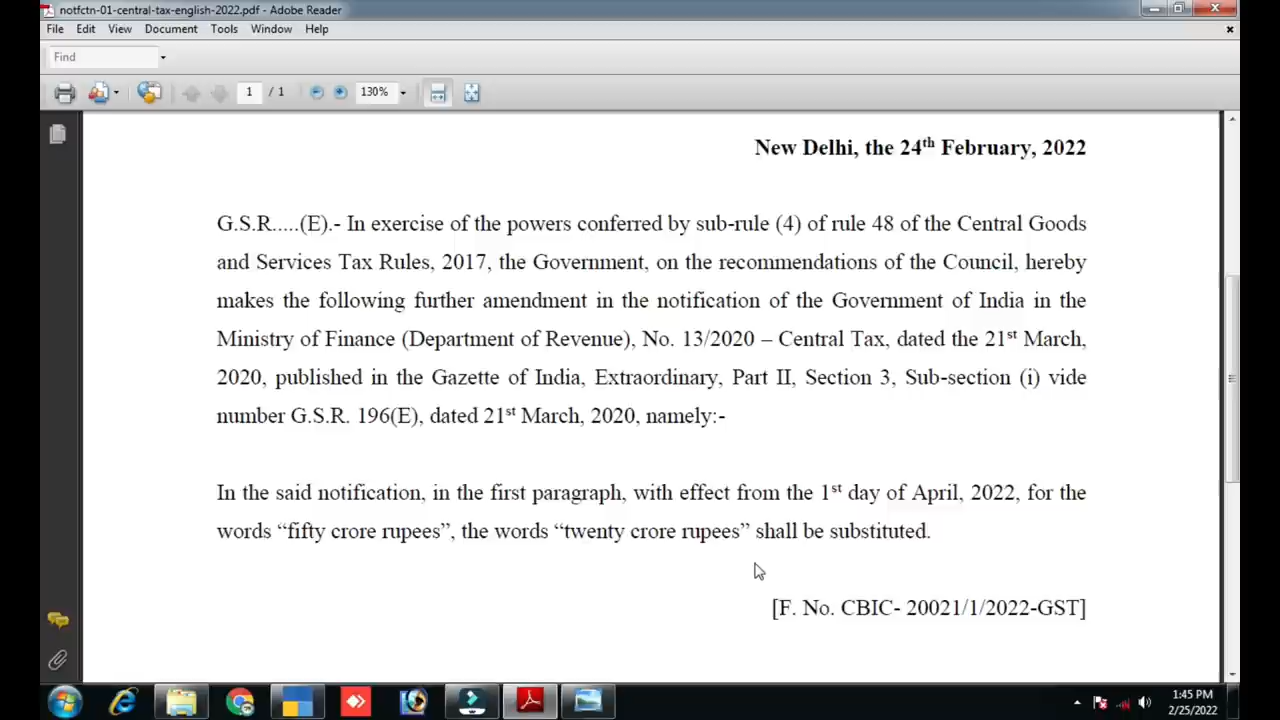 notfctn-01-central-tax-english-2022.pdf - Adobe Reader
File Edit View Document Tools Window Help
Find
1 / 1 130%
New Delhi, the 24th February, 2022
G.S.R.....(E).- In exercise of the powers conferred by sub-rule (4) of rule 48 of the Central Goods
and Services Tax Rules, 2017, the Government, on the recommendations of the Council, hereby
makes the following further amendment in the notification of the Government of India in the
Ministry of Finance (Department of Revenue), No. 13/2020 – Central Tax, dated the 21st March,
2020, published in the Gazette of India, Extraordinary, Part II, Section 3, Sub-section (i) vide
number G.S.R. 196(E), dated 21st March, 2020, namely:-
In the said notification, in the first paragraph, with effect from the 1st day of April, 2022, for the
words “fifty crore rupees”, the words “twenty crore rupees” shall be substituted.
[F. No. CBIC- 20021/1/2022-GST]
1:45 PM
2/25/2022